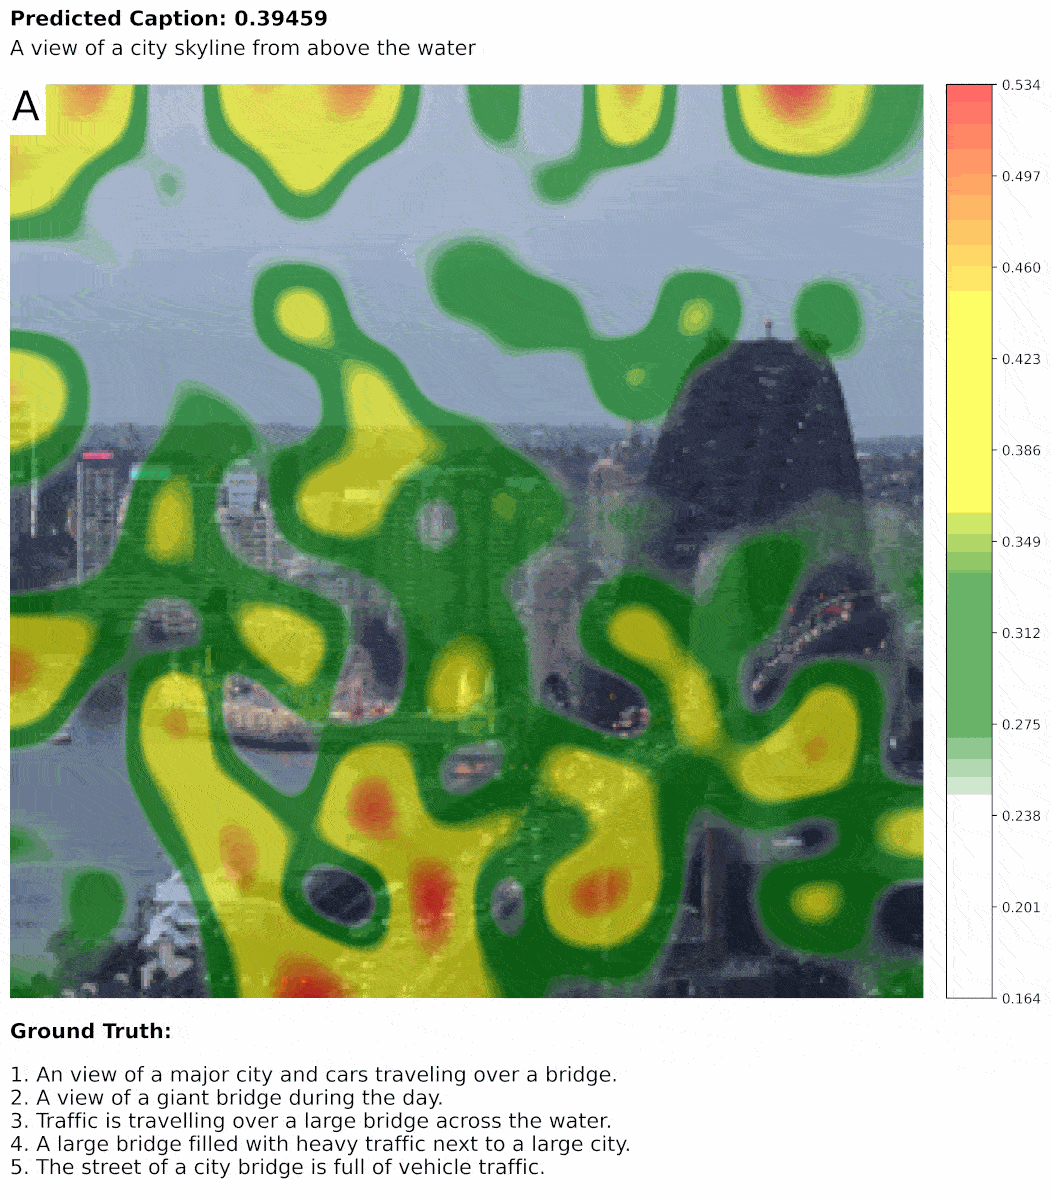 Predicted Caption: 0.39459
A view of a city skyline from above the water
A
0.534
0.497
0.460
0.423
0.386
0.349
0.312
0.275
0.238
0.201
0.164
Ground Truth:
1. An view of a major city and cars traveling over a bridge.
2. A view of a giant bridge during the day.
3. Traffic is travelling over a large bridge across the water.
4. A large bridge filled with heavy traffic next to a large city.
5. The street of a city bridge is full of vehicle traffic.